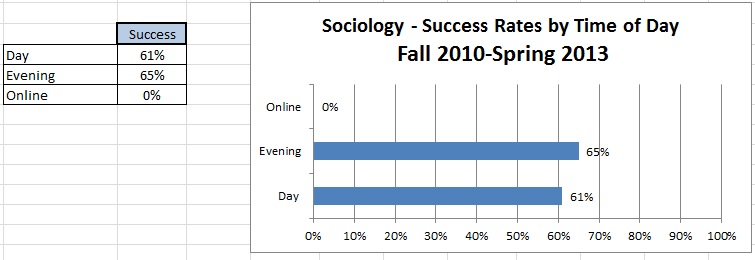 Success
Day 61%
Evening 65%
Online 0%
Sociology - Success Rates by Time of Day
Fall 2010-Spring 2013
Online 0%
Evening 65%
Day 61%
0% 10% 20% 30% 40% 50% 60% 70% 80% 90% 100%